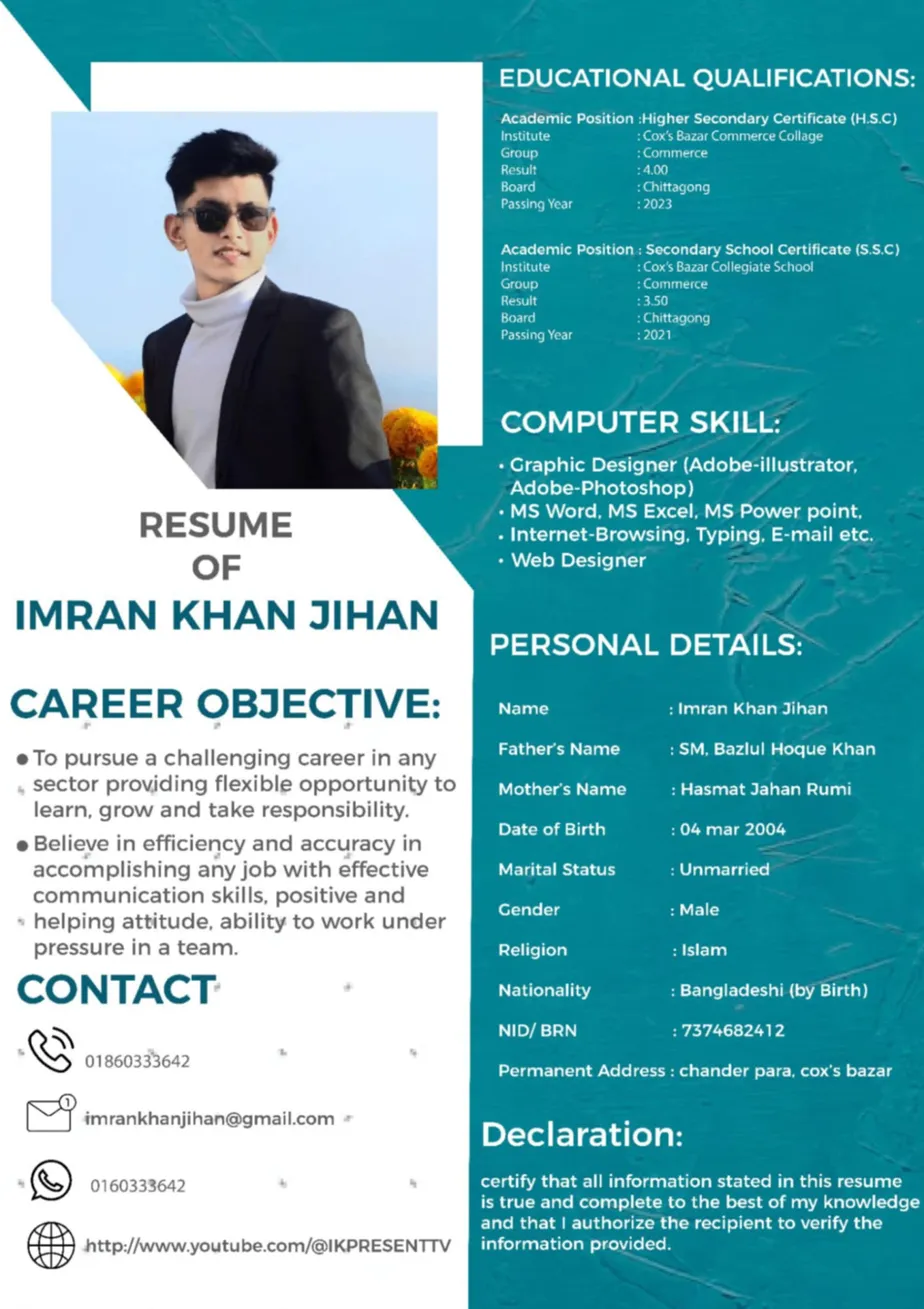 RESUME
OF
IMRAN KHAN JIHAN
CAREER OBJECTIVE:
● To pursue a challenging career in any
sector providing flexible opportunity to
learn, grow and take responsibility.
● Believe in efficiency and accuracy in
accomplishing any job with effective
communication skills, positive and
helping attitude, ability to work under
pressure in a team.
CONTACT
01860333642
1
imrankhanjihan@gmail.com
0160333642
http://www.youtube.com/@IKPRESENTTV
EDUCATIONAL QUALIFICATIONS:
Academic Position :Higher Secondary Certificate (H.S.C)
Institute : Cox's Bazar Commerce Collage
Group : Commerce
Result : 4.00
Board : Chittagong
Passing Year : 2023
Academic Position : Secondary School Certificate (S.S.C)
Institute : Cox's Bazar Collegiate School
Group : Commerce
Result : 3.50
Board : Chittagong
Passing Year : 2021
COMPUTER SKILL:
• Graphic Designer (Adobe-illustrator,
Adobe-Photoshop)
• MS Word, MS Excel, MS Power point,
• Internet-Browsing, Typing, E-mail etc.
• Web Designer
PERSONAL DETAILS:
Name : Imran Khan Jihan
Father's Name : SM, Bazlul Hoque Khan
Mother's Name : Hasmat Jahan Rumi
Date of Birth : 04 mar 2004
Marital Status : Unmarried
Gender : Male
Religion : Islam
Nationality : Bangladeshi (by Birth)
NID/ BRN : 7374682412
Permanent Address : chander para, cox's bazar
Declaration:
certify that all information stated in this resume
is true and complete to the best of my knowledge
and that I authorize the recipient to verify the
information provided.